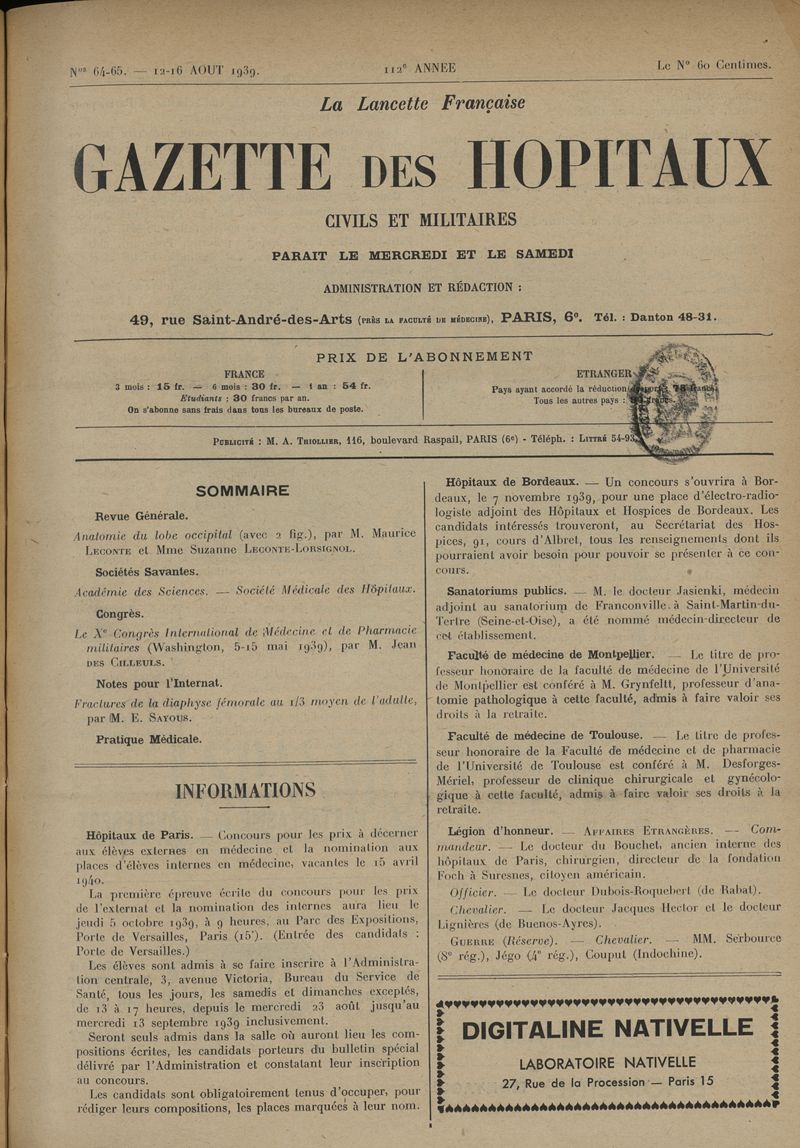 Nos 64-65. — 12-16 AOUT 1939.
112e ANNEE
Le N° 60 Centimes.
La Lancette Française
GAZETTE DES HOPITAUX
CIVILS ET MILITAIRES
PARAIT LE MERCREDI ET LE SAMEDI
ADMINISTRATION ET RÉDACTION :
49, rue Saint-André-des-Arts (PRÈS LA FACULTÉ DE MÉDECINE), PARIS, 6e. Tél. : Danton 48-31.
PRIX DE L'ABONNEMENT
FRANCE
3 mois : 15 fr. — 6 mois : 30 fr. — 1 an : 54 fr.
Etudiants : 30 francs par an.
On s'abonne sans frais dans tous les bureaux de poste.
ETRANGER
Pays ayant accordé la réduction
Tous les autres pays :
PUBLICITÉ : M. A. THIOLLIER, 116, boulevard Raspail, PARIS (6e) - Téléph. : LITTRÉ 54-93.
SOMMAIRE
Revue Générale.
Anatomie du lobe occipital (avec 2 fig.), par M. Maurice
LECONTE et Mme Suzanne LECONTE-LORSIGNOL.
Sociétés Savantes.
Académie des Sciences. — Société Médicale des Hôpitaux.
Congrès.
Le Xe Congrès International de Médecine et de Pharmacie
militaires (Washington, 5-15 mai 1939), par M. Jean
DES CILLEULS.
Notes pour l'Internat.
Fractures de la diaphyse fémorale au 1/3 moyen de l'adulte,
par M. E. SAYOUS.
Pratique Médicale.
INFORMATIONS
Hôpitaux de Paris. — Concours pour les prix à décerner
aux élèves externes en médecine et la nomination aux
places d'élèves internes en médecine, vacantes le 15 avril
1940.
La première épreuve écrite du concours pour les prix
de l'externat et la nomination des internes aura lieu le
jeudi 5 octobre 1939, à 9 heures, au Parc des Expositions,
Porte de Versailles, Paris (15°). (Entrée des candidats :
Porte de Versailles.)
Les élèves sont admis à se faire inscrire à l'Administra-
tion centrale, 3, avenue Victoria, Bureau du Service de
Santé, tous les jours, les samedis et dimanches exceptés,
de 13 à 17 heures, depuis le mercredi 23 août jusqu'au
mercredi 13 septembre 1939 inclusivement.
Seront seuls admis dans la salle où auront lieu les com-
positions écrites, les candidats porteurs du bulletin spécial
délivré par l'Administration et constatant leur inscription
au concours.
Les candidats sont obligatoirement tenus d'occuper, pour
rédiger leurs compositions, les places marquées à leur nom.
Hôpitaux de Bordeaux. — Un concours s'ouvrira à Bor-
deaux, le 7 novembre 1939, pour une place d'électro-radio-
logiste adjoint des Hôpitaux et Hospices de Bordeaux. Les
candidats intéressés trouveront, au Secrétariat des Hos-
pices, 91, cours d'Albret, tous les renseignements dont ils
pourraient avoir besoin pour pouvoir se présenter à ce con-
cours.
Sanatoriums publics. — M. le docteur Jasienki, médecin
adjoint au sanatorium de Franconville, à Saint-Martin-du-
Tertre (Seine-et-Oise), a été nommé médecin-directeur de
cet établissement.
Faculté de médecine de Montpellier. — Le titre de pro-
fesseur honoraire de la faculté de médecine de l'Université
de Montpellier est conféré à M. Grynfeltt, professeur d'ana-
tomie pathologique à cette faculté, admis à faire valoir ses
droits à la retraite.
Faculté de médecine de Toulouse. — Le titre de profes-
seur honoraire de la Faculté de médecine et de pharmacie
de l'Université de Toulouse est conféré à M. Desforges-
Mériel, professeur de clinique chirurgicale et gynécolo-
gique à cette faculté, admis à faire valoir ses droits à la
retraite.
Légion d'honneur. — AFFAIRES ETRANGÈRES. — Com-
mandeur. — Le docteur du Bouchet, ancien interne des
hôpitaux de Paris, chirurgien, directeur de la fondation
Foch à Suresnes, citoyen américain.
Officier. — Le docteur Dubois-Roquebert (de Rabat).
Chevalier. — Le docteur Jacques Hector et le docteur
Lignières (de Buenos-Ayres).
GUERRE (Réserve). — Chevalier. — MM. Serbource
(8e rég.), Jégo (4e rég.), Couput (Indochine).
DIGITALINE NATIVELLE
LABORATOIRE NATIVELLE
27, Rue de la Procession — Paris 15